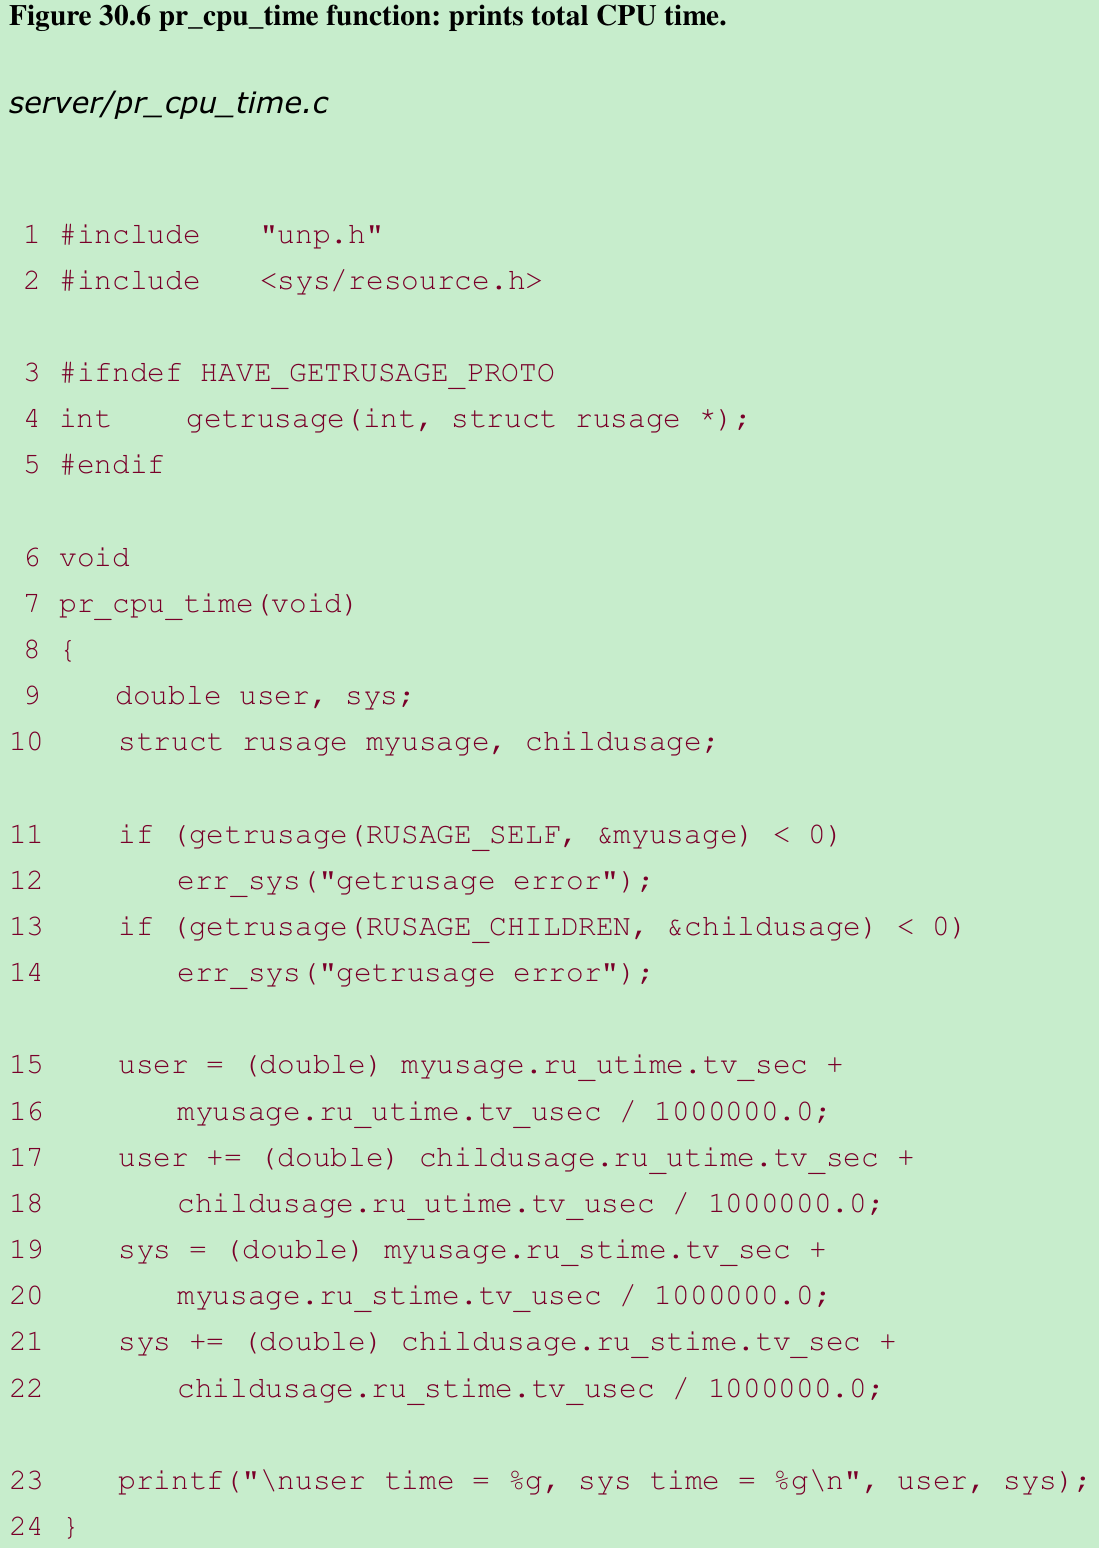 Figure 30.6 pr_cpu_time function: prints total CPU time.
server/pr_cpu_time.c
1 #include "unp.h"
2 #include <sys/resource.h>
3 #ifndef HAVE_GETRUSAGE_PROTO
4 int getrusage(int, struct rusage *);
5 #endif
6 void
7 pr_cpu_time(void)
8 {
9 double user, sys;
10 struct rusage myusage, childusage;
11 if (getrusage(RUSAGE_SELF, &myusage) < 0)
12 err_sys("getrusage error");
13 if (getrusage(RUSAGE_CHILDREN, &childusage) < 0)
14 err_sys("getrusage error");
15 user = (double) myusage.ru_utime.tv_sec +
16 myusage.ru_utime.tv_usec / 1000000.0;
17 user += (double) childusage.ru_utime.tv_sec +
18 childusage.ru_utime.tv_usec / 1000000.0;
19 sys = (double) myusage.ru_stime.tv_sec +
20 myusage.ru_stime.tv_usec / 1000000.0;
21 sys += (double) childusage.ru_stime.tv_sec +
22 childusage.ru_stime.tv_usec / 1000000.0;
23 printf("\nuser time = %g, sys time = %g\n", user, sys);
24 }